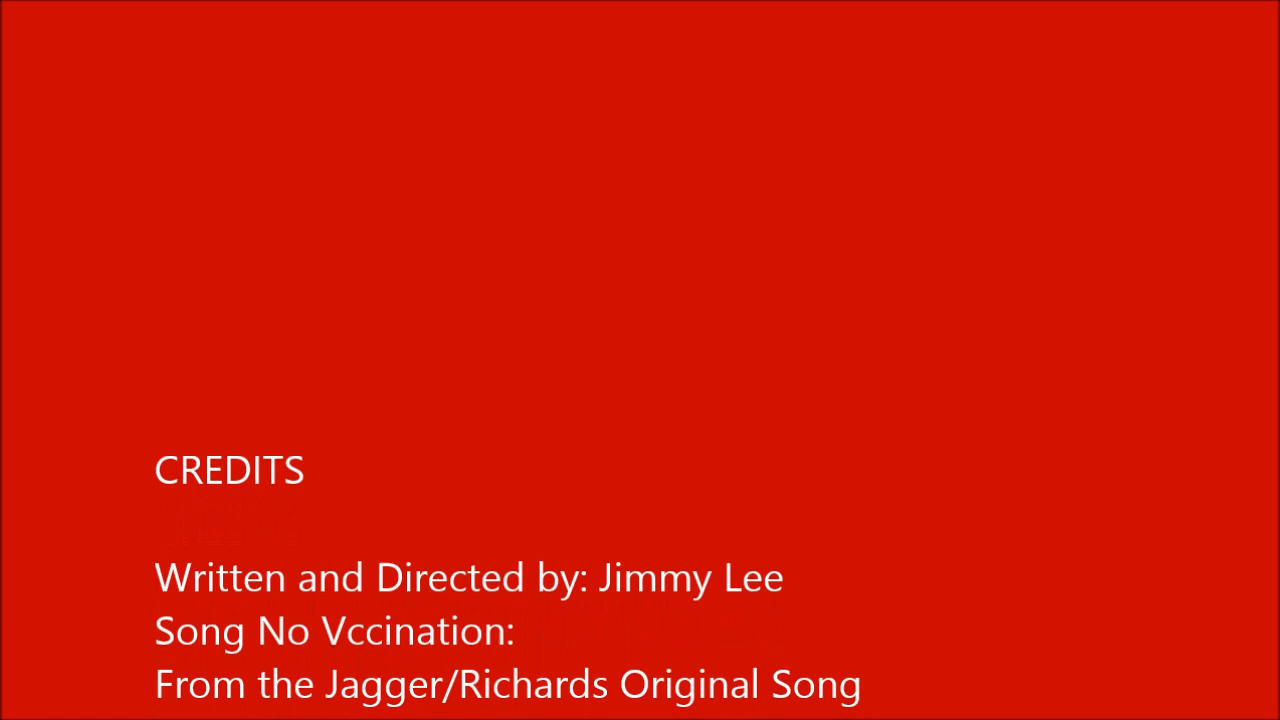 CREDITS
Written and Directed by: Jimmy Lee
Song No Vccination:
From the Jagger/Richards Original Song